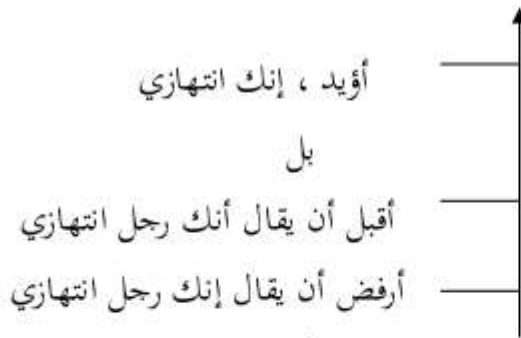 أؤيد ، إنك انتهازي
بل
أقبل أن يقال أنك رجل انتهازي
أرفض أن يقال إنك رجل انتهازي